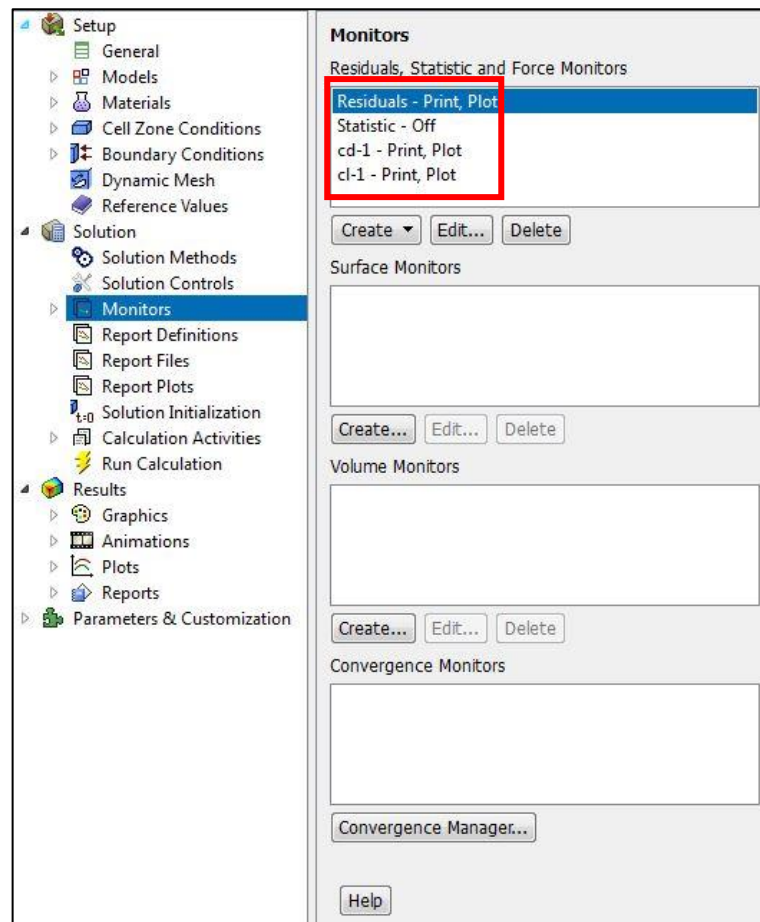 Setup
General
Models
Materials
Cell Zone Conditions
Boundary Conditions
Dynamic Mesh
Reference Values
Solution
Solution Methods
Solution Controls
Monitors
Report Definitions
Report Files
Report Plots
t=0 Solution Initialization
Calculation Activities
Run Calculation
Results
Graphics
Animations
Plots
Reports
Parameters & Customization
Monitors
Residuals, Statistic and Force Monitors
Residuals - Print, Plot
Statistic - Off
cd-1 - Print, Plot
cl-1 - Print, Plot
Create Edit... Delete
Surface Monitors
Create... Edit... Delete
Volume Monitors
Create... Edit... Delete
Convergence Monitors
Convergence Manager...
Help